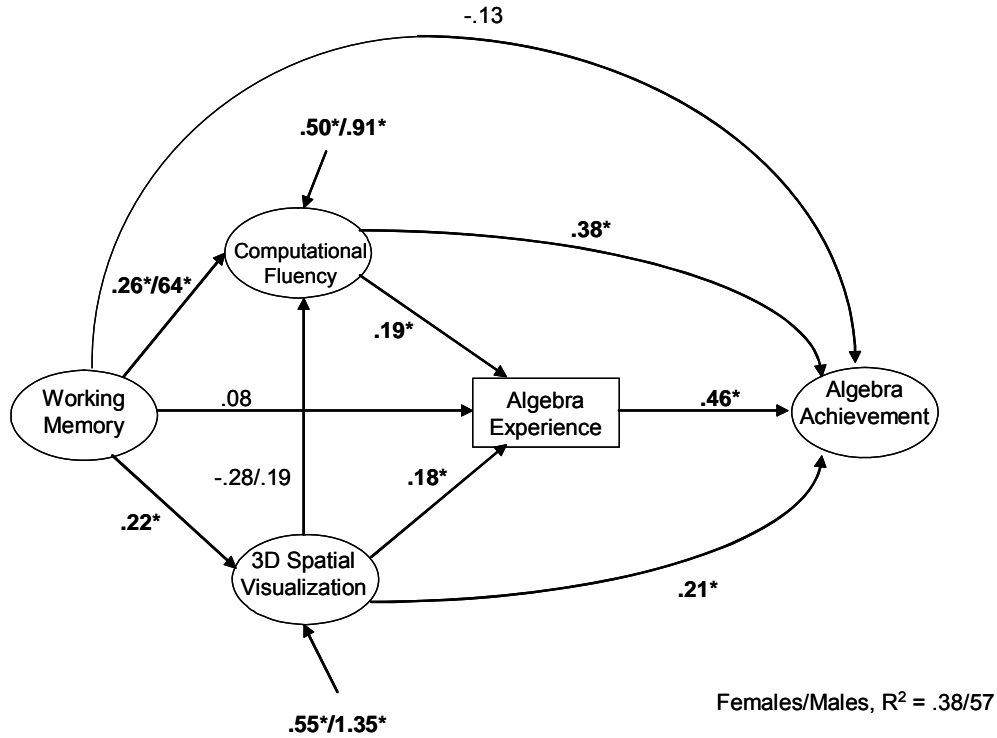 -.13
.50*/.91*
.38*
Computational
Fluency
.26*/64*
.19*
Working
Memory
.08
Algebra
Experience
.46*
Algebra
Achievement
-.28/.19
.18*
.22*
3D Spatial
Visualization
.21*
.55*/1.35*
Females/Males, R² = .38/57